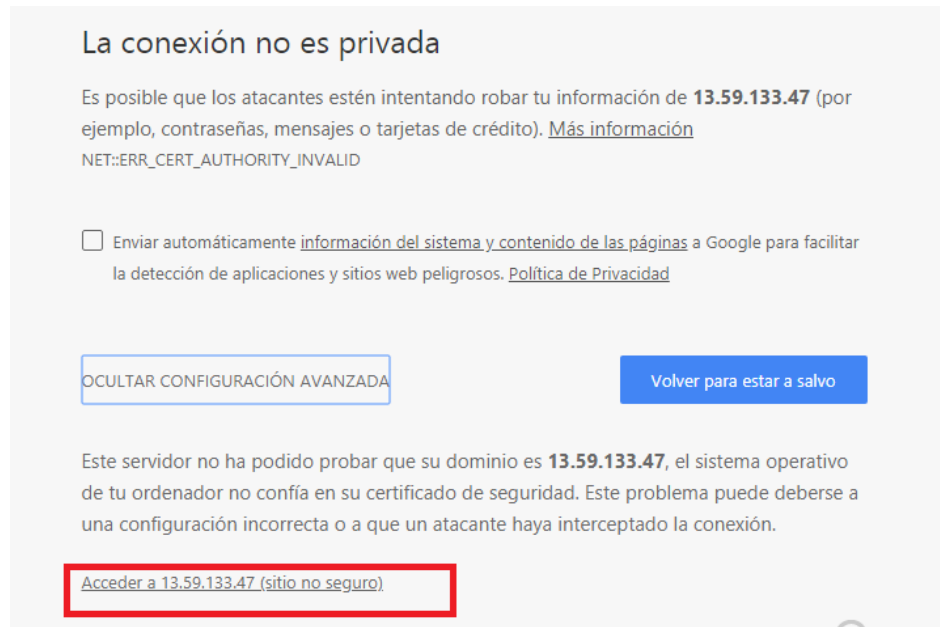 La conexión no es privada
Es posible que los atacantes estén intentando robar tu información de 13.59.133.47 (por
ejemplo, contraseñas, mensajes o tarjetas de crédito). Más información
NET::ERR_CERT_AUTHORITY_INVALID
Enviar automáticamente información del sistema y contenido de las páginas a Google para facilitar
la detección de aplicaciones y sitios web peligrosos. Política de Privacidad
OCULTAR CONFIGURACIÓN AVANZADA
Volver para estar a salvo
Este servidor no ha podido probar que su dominio es 13.59.133.47, el sistema operativo
de tu ordenador no confía en su certificado de seguridad. Este problema puede deberse a
una configuración incorrecta o a que un atacante haya interceptado la conexión.
Acceder a 13.59.133.47 (sitio no seguro)